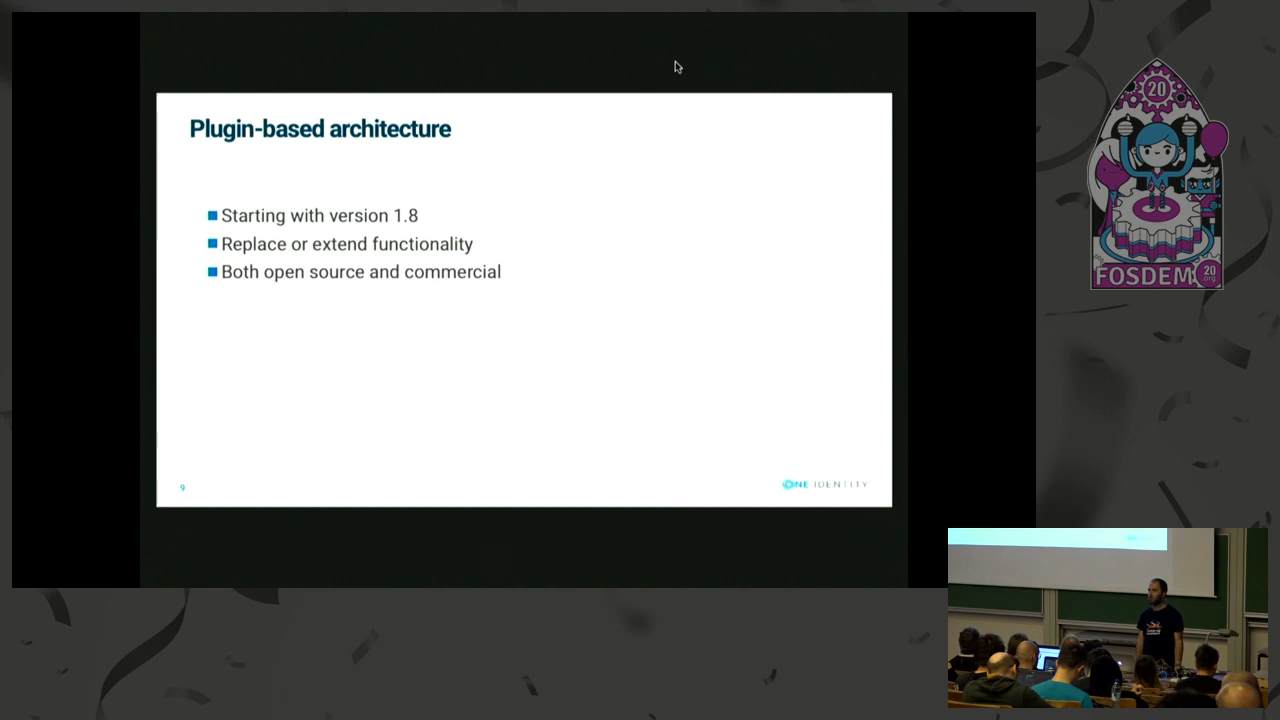 Plugin-based architecture
Starting with version 1.8
Replace or extend functionality
Both open source and commercial
9
ONE IDENTITY
20
FOSDEM
20
.org